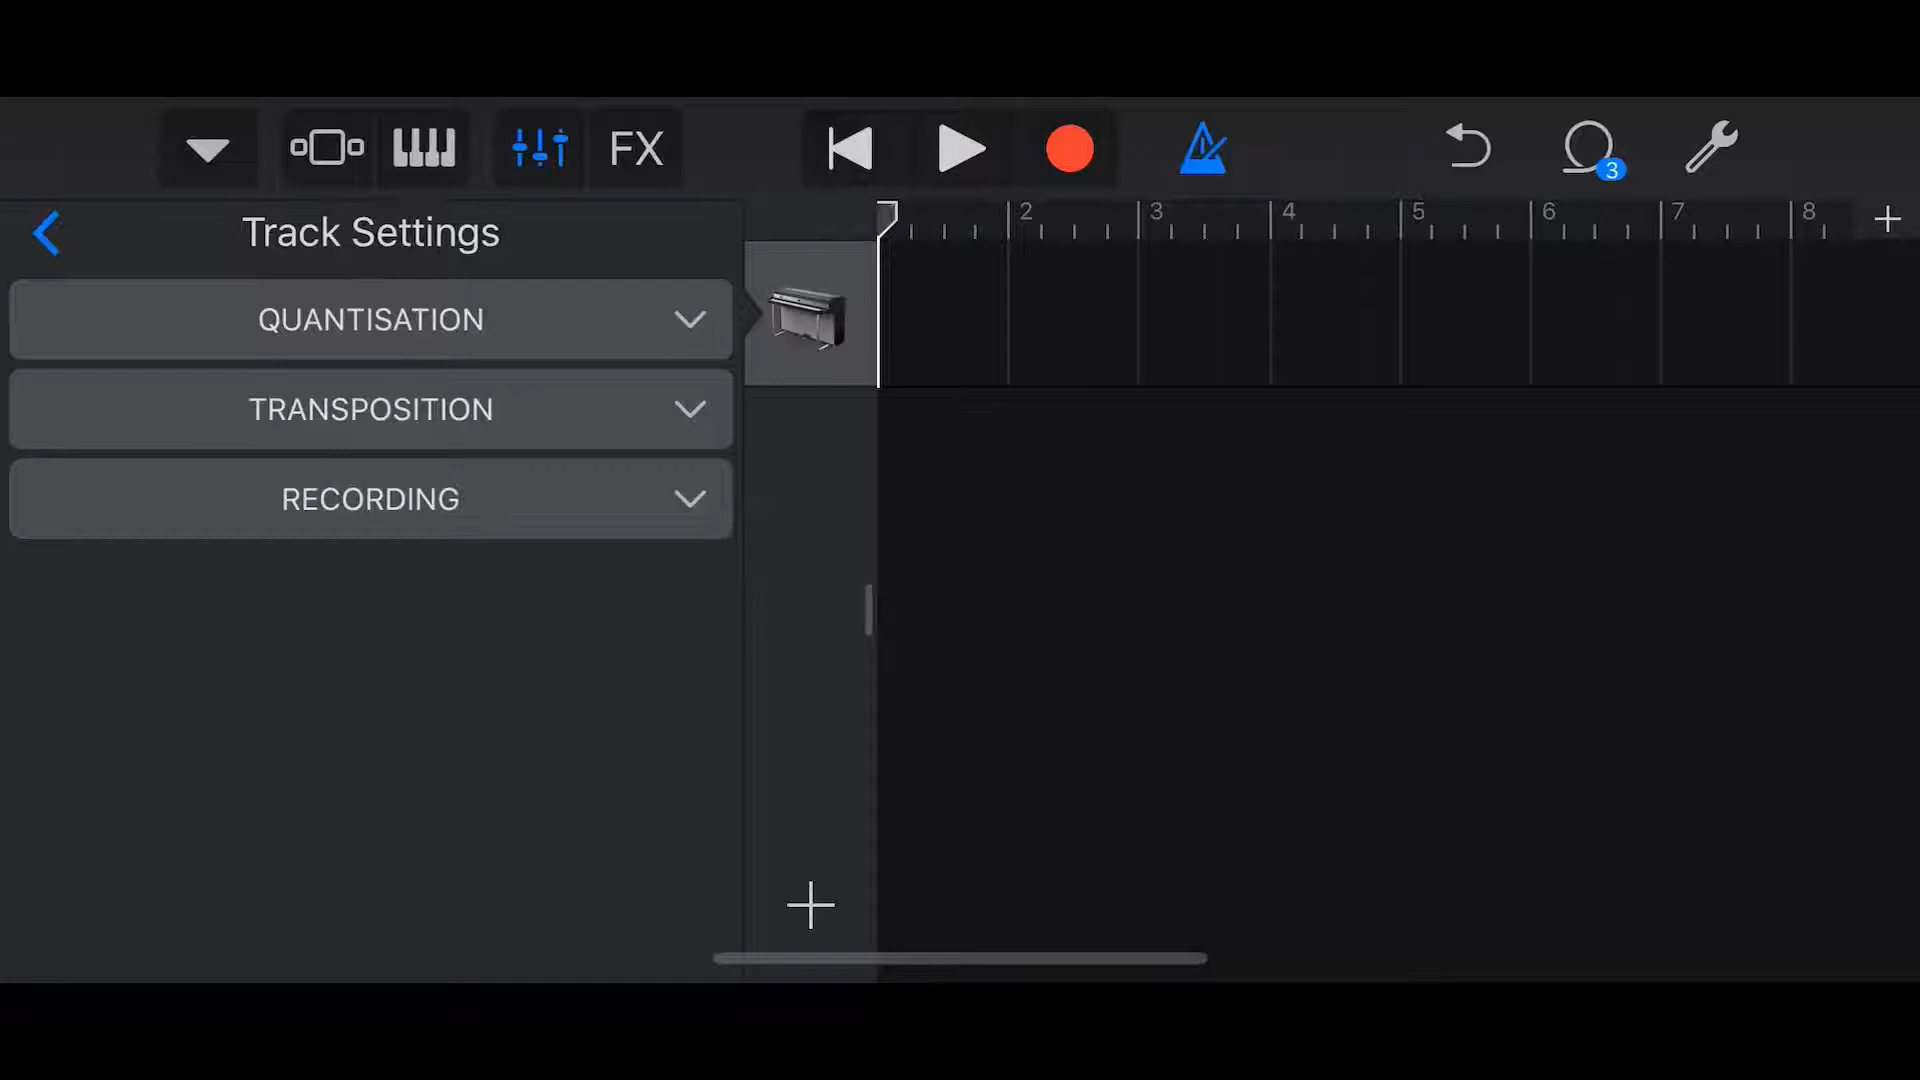 FX
3
Track Settings
2 3 4 5 6 7 8
QUANTISATION
TRANSPOSITION
RECORDING